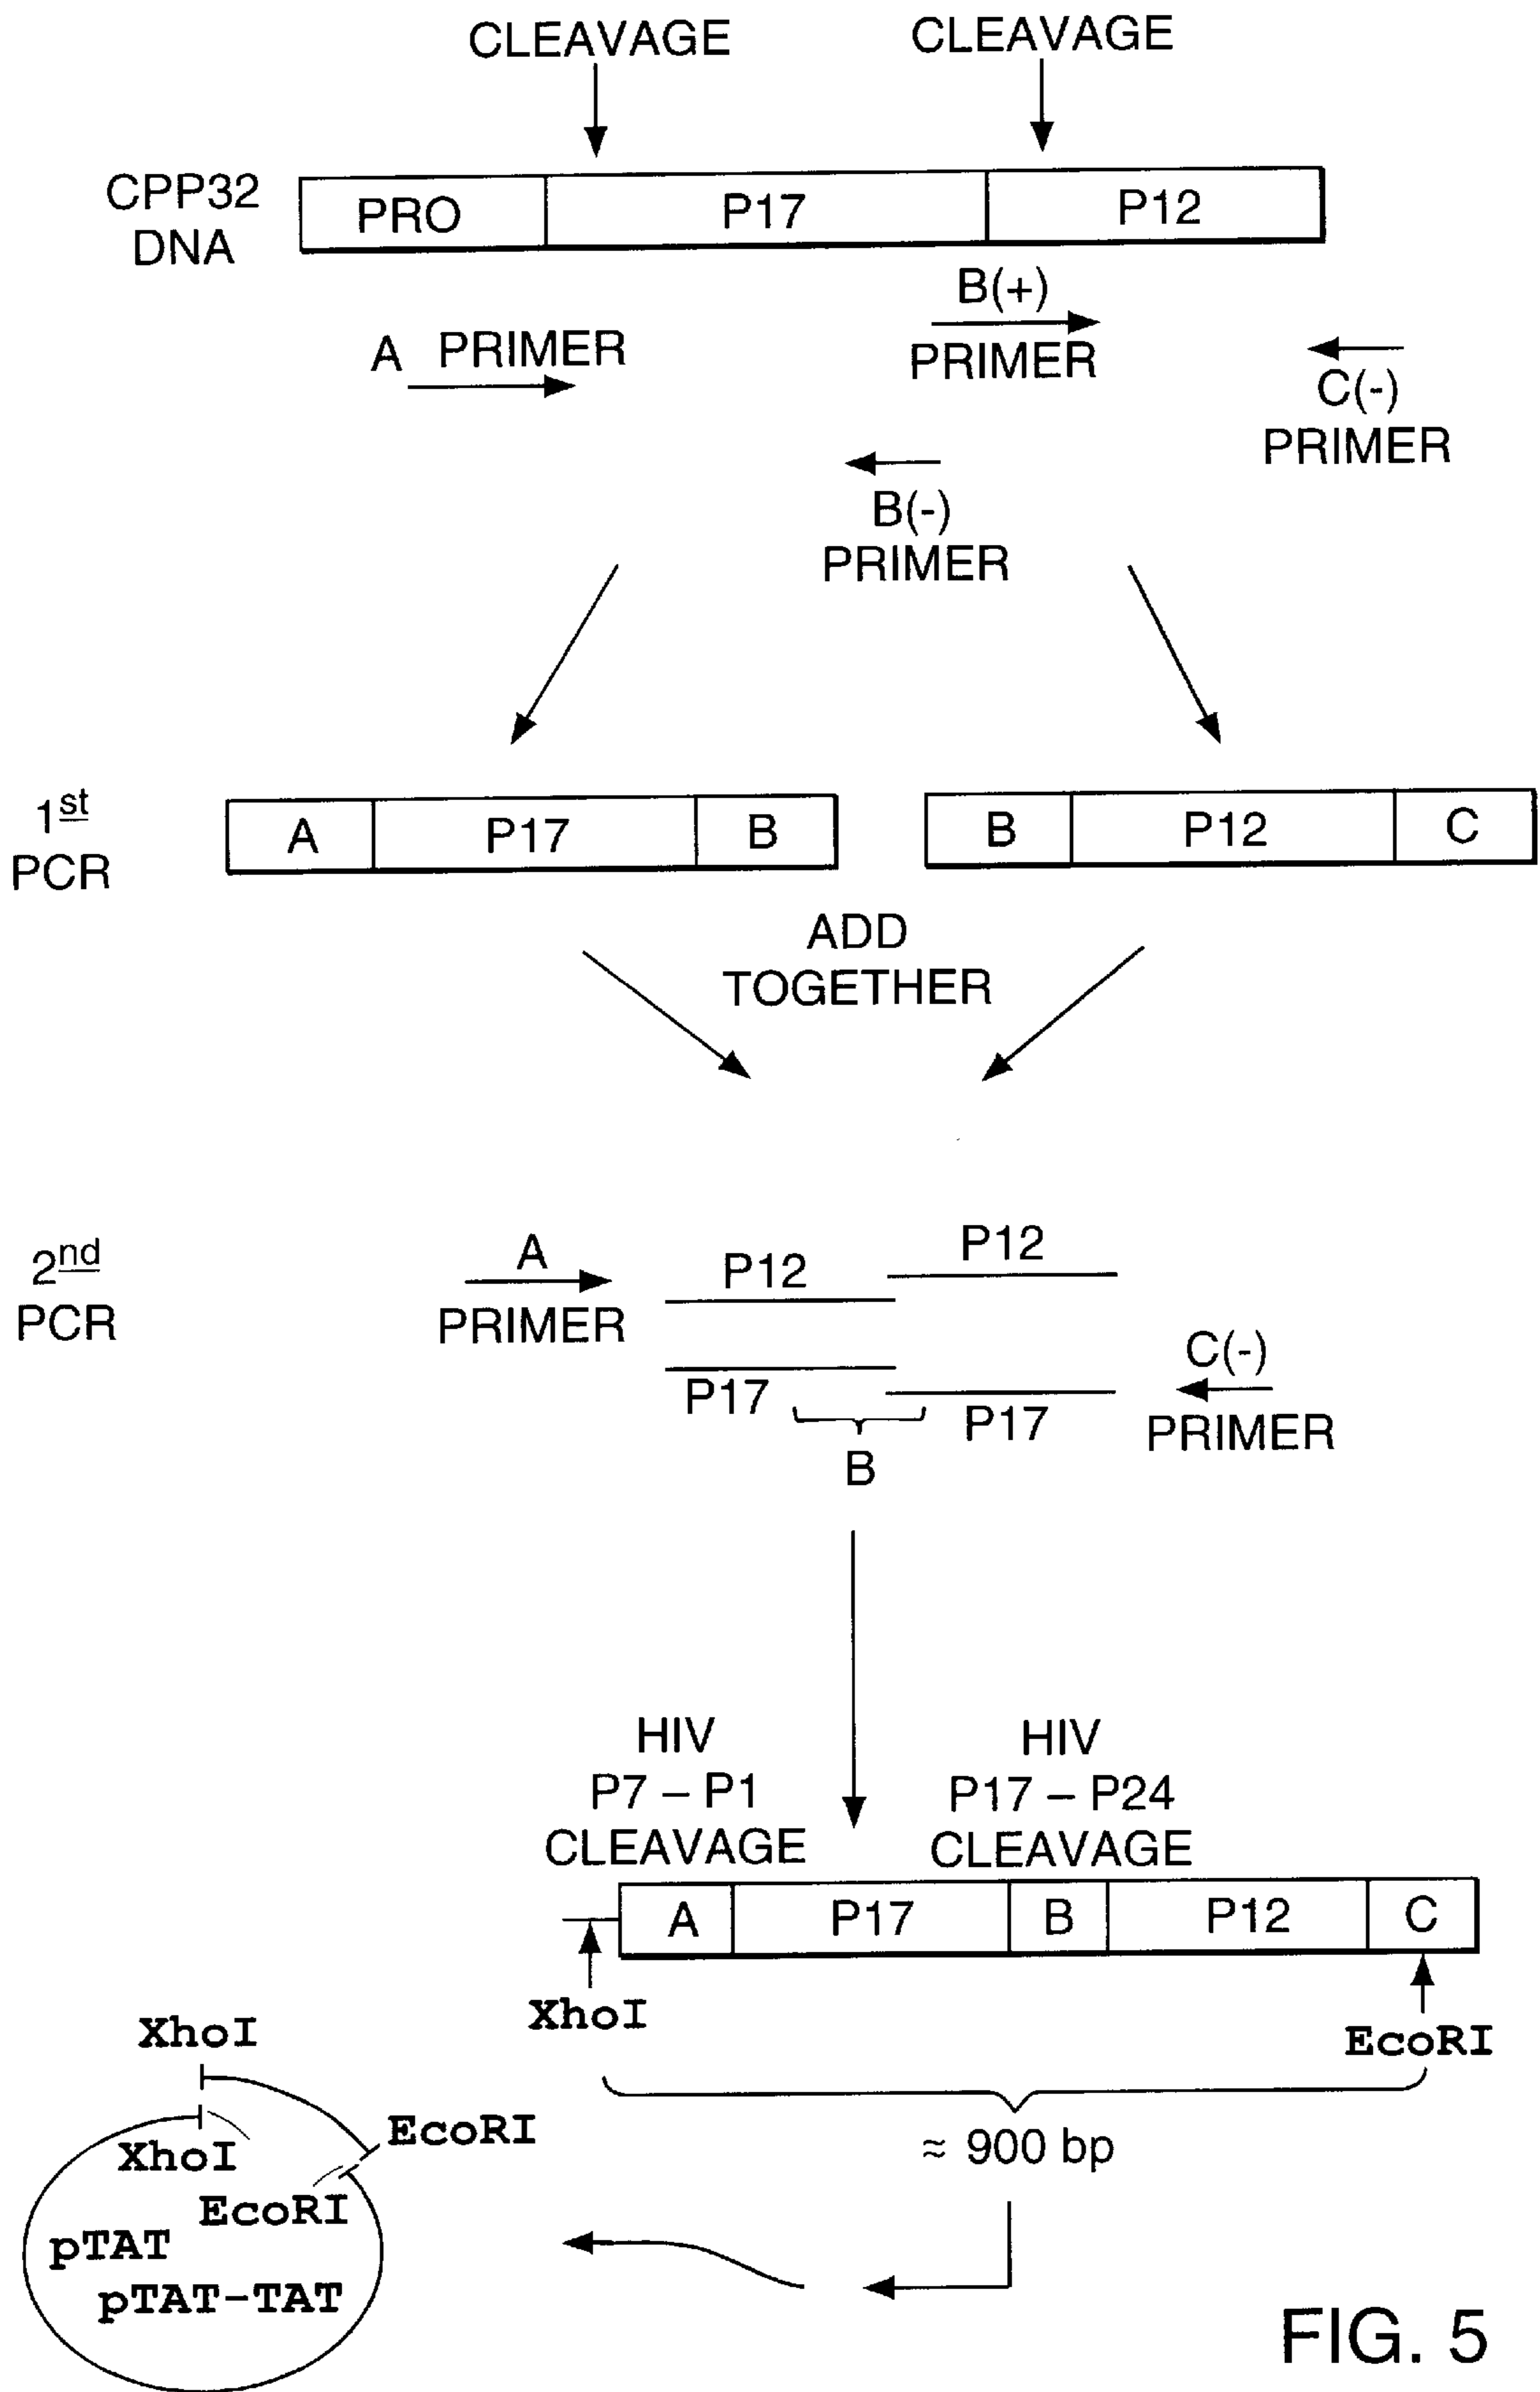 CLEAVAGE CLEAVAGE
CPP32
DNA
PRO P17 P12
A PRIMER
B(+)
PRIMER
C(-)
PRIMER
B(-)
PRIMER
1st
PCR
A P17 B
B P12 C
ADD
TOGETHER
2nd
PCR
A
PRIMER
P12
P12
P17
P17
B
C(-)
PRIMER
HIV
P7 – P1
CLEAVAGE
HIV
P17 – P24
CLEAVAGE
A P17 B P12 C
XhoI
EcoRI
≈ 900 bp
XhoI
EcoRI
XhoI
EcoRI
pTAT
pTAT-TAT
FIG. 5